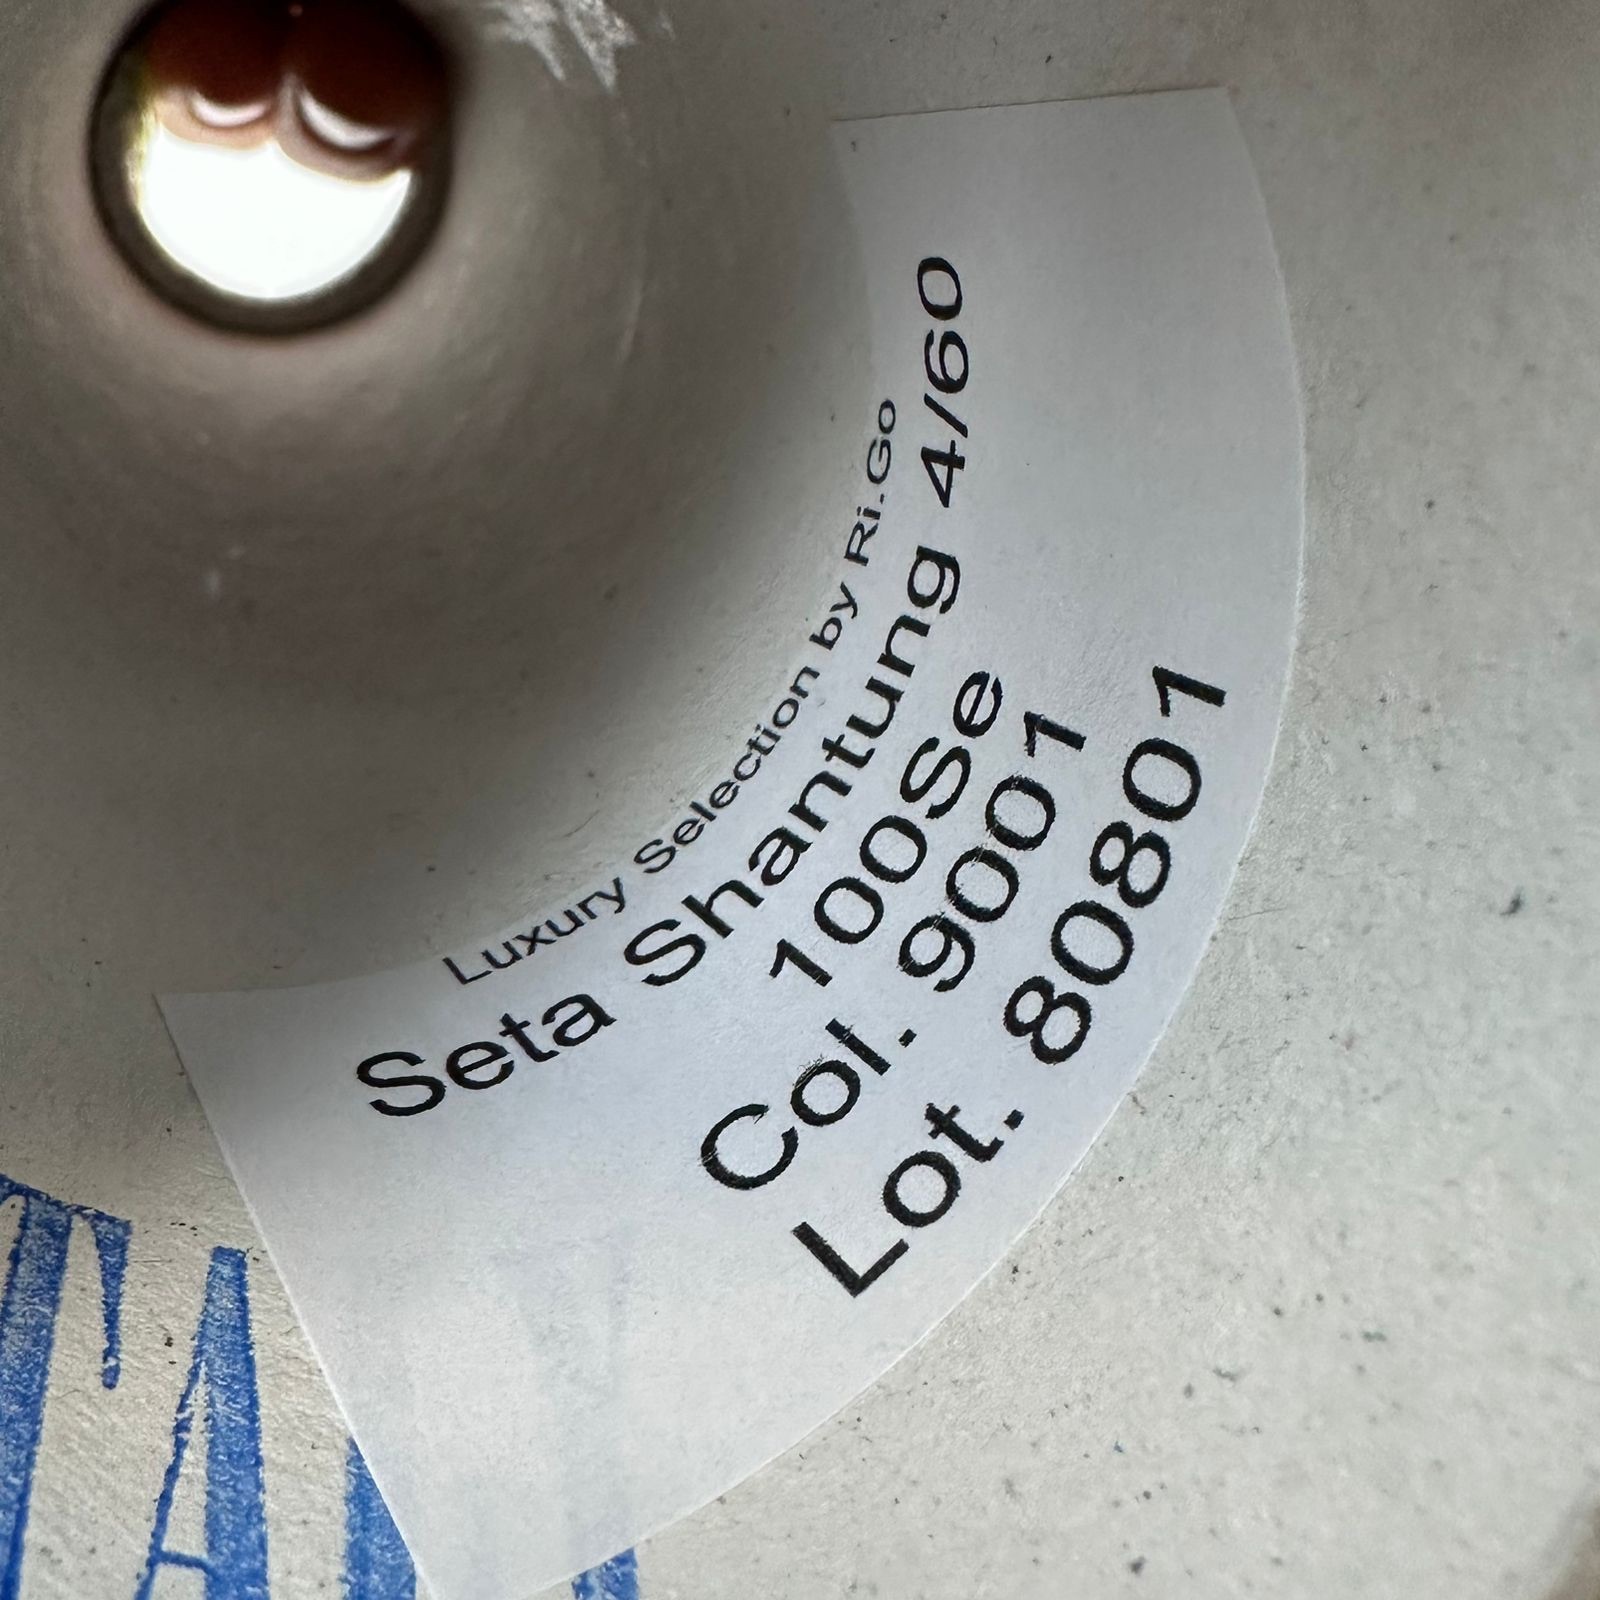 Luxury Selection by Ri.Go
Seta Shantung 4/60
100Se
Col. 9001
Lot. 80801